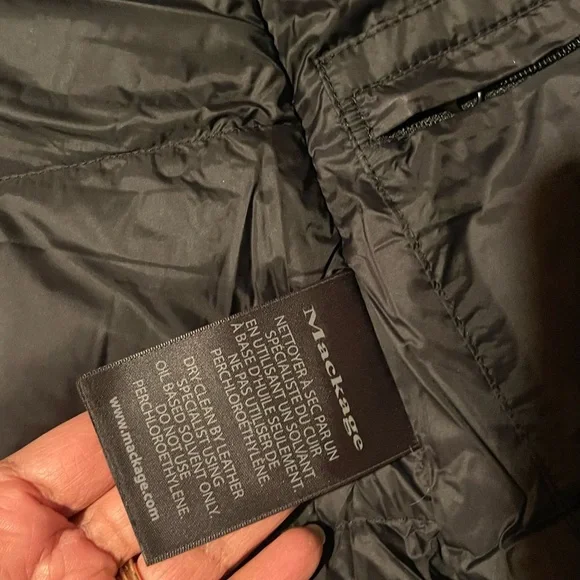 Mackage
NETTOYER À SEC PAR UN
SPÉCIALISTE DU CUIR
EN UTILISANT UN SOLVANT
À BASE D'HUILE SEULEMENT
NE PAS UTILISER DE
PERCHLOROETHYLENE
DRY CLEAN BY LEATHER
SPECIALIST USING
OIL BASED SOLVENT ONLY.
DO NOT USE
PERCHLOROETHYLENE.
www.mackage.com